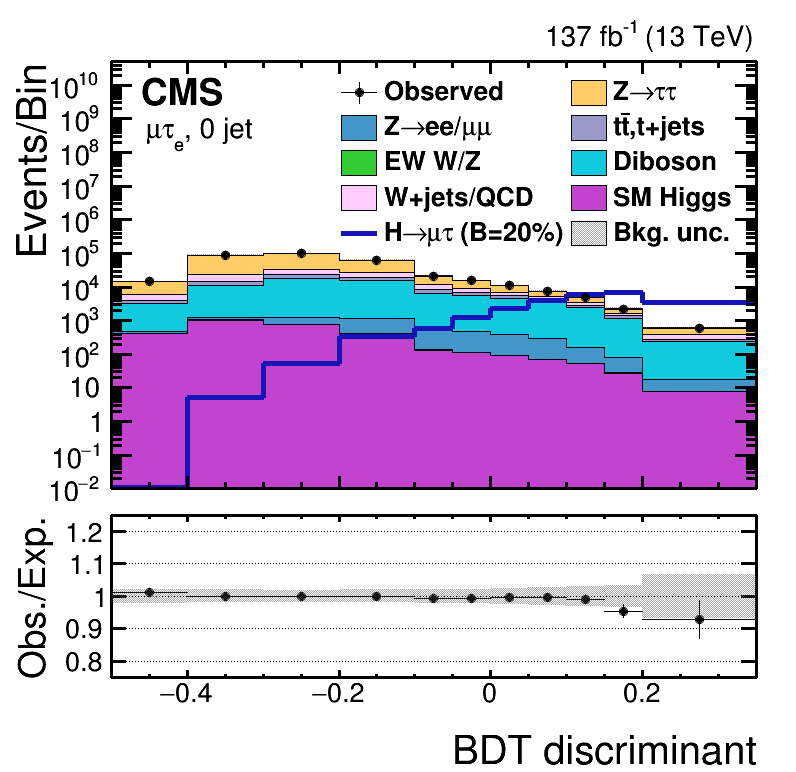 137 fb⁻¹ (13 TeV)
Events/Bin
CMS
μτₑ, 0 jet
Observed
Z→ττ
Z→ee/μμ
tt̄,t+jets
EW W/Z
Diboson
W+jets/QCD
SM Higgs
H→μτ (B=20%)
Bkg. unc.
10¹⁰
10⁹
10⁸
10⁷
10⁶
10⁵
10⁴
10³
10²
10
1
10⁻¹
10⁻²
Obs./Exp.
1.2
1.1
1
0.9
0.8
−0.4 −0.2 0 0.2
BDT discriminant